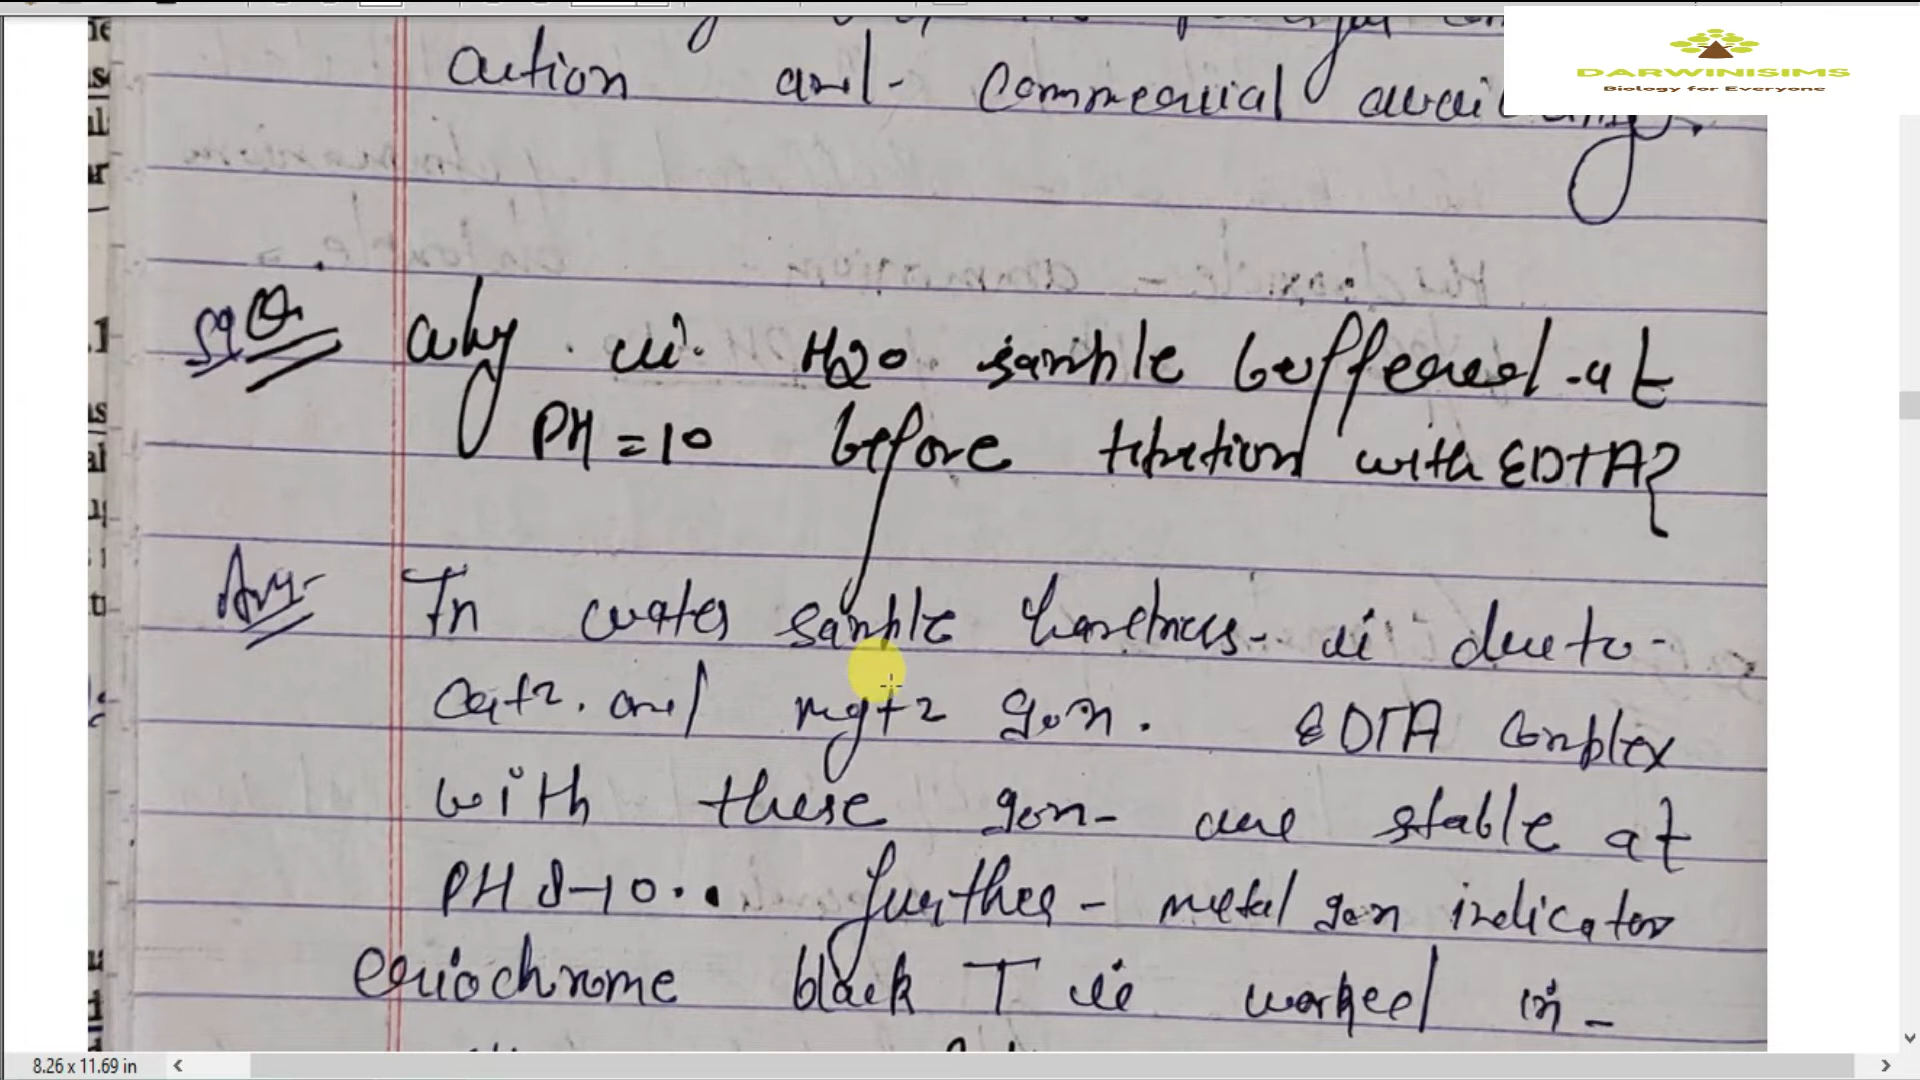 DARWINISIMS
Biology for Everyone
aution and- commercial
Why is H2O sample buffered at
PH = 10 before titration with EDTA?
Ans-
In water sample hardness- is due to-
Ca+2. and mg+2 Ion. EDTA complex
with these Ion- are stable at
PH 8-10.. further- metal Ion indicator
eriochrome black T is worked in-
8.26 x 11.69 in